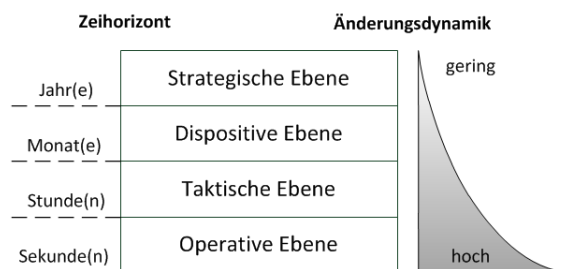 Zeihorizont
Änderungsdynamik
Jahr(e)
Strategische Ebene
gering
Monat(e)
Dispositive Ebene
Stunde(n)
Taktische Ebene
Sekunde(n)
Operative Ebene
hoch